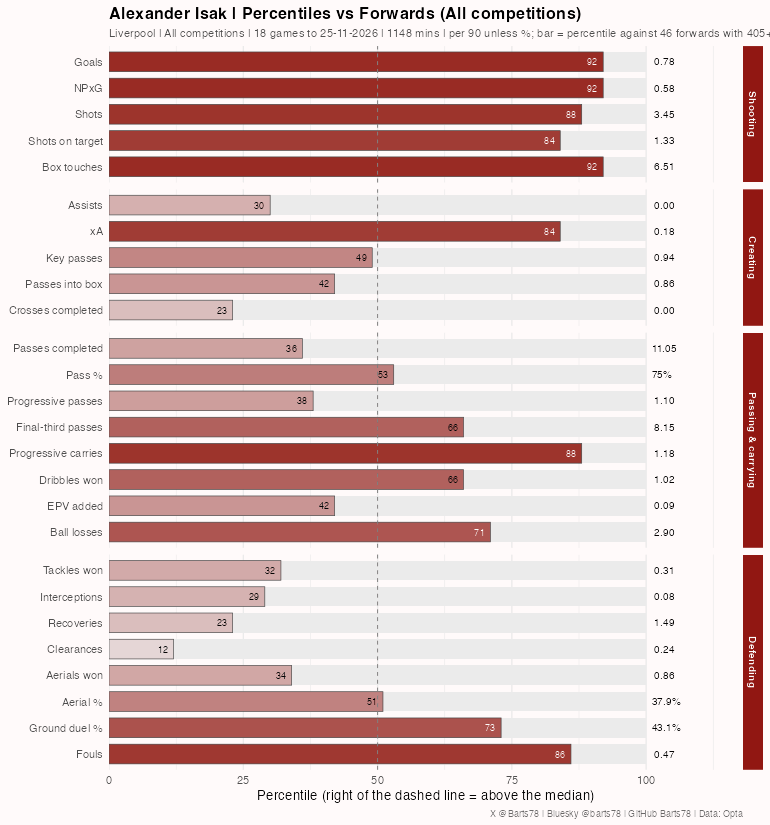 Alexander Isak | Percentiles vs Forwards (All competitions)
Liverpool | All competitions | 18 games to 25-11-2026 | 1148 mins | per 90 unless %; bar = percentile against 46 forwards with 405+
Goals 92 0.78
NPxG 92 0.58
Shots 88 3.45
Shots on target 84 1.33
Box touches 92 6.51
Shooting
Assists 30 0.00
xA 84 0.18
Key passes 49 0.94
Passes into box 42 0.86
Crosses completed 23 0.00
Creating
Passes completed 36 11.05
Pass % 53 75%
Progressive passes 38 1.10
Final-third passes 66 8.15
Progressive carries 88 1.18
Dribbles won 66 1.02
EPV added 42 0.09
Ball losses 71 2.90
Passing & carrying
Tackles won 32 0.31
Interceptions 29 0.08
Recoveries 23 1.49
Clearances 12 0.24
Aerials won 34 0.86
Aerial % 51 37.9%
Ground duel % 73 43.1%
Fouls 86 0.47
Defending
0 25 50 75 100
Percentile (right of the dashed line = above the median)
X @Barts78 | Bluesky @barts78 | GitHub Barts78 | Data: Opta